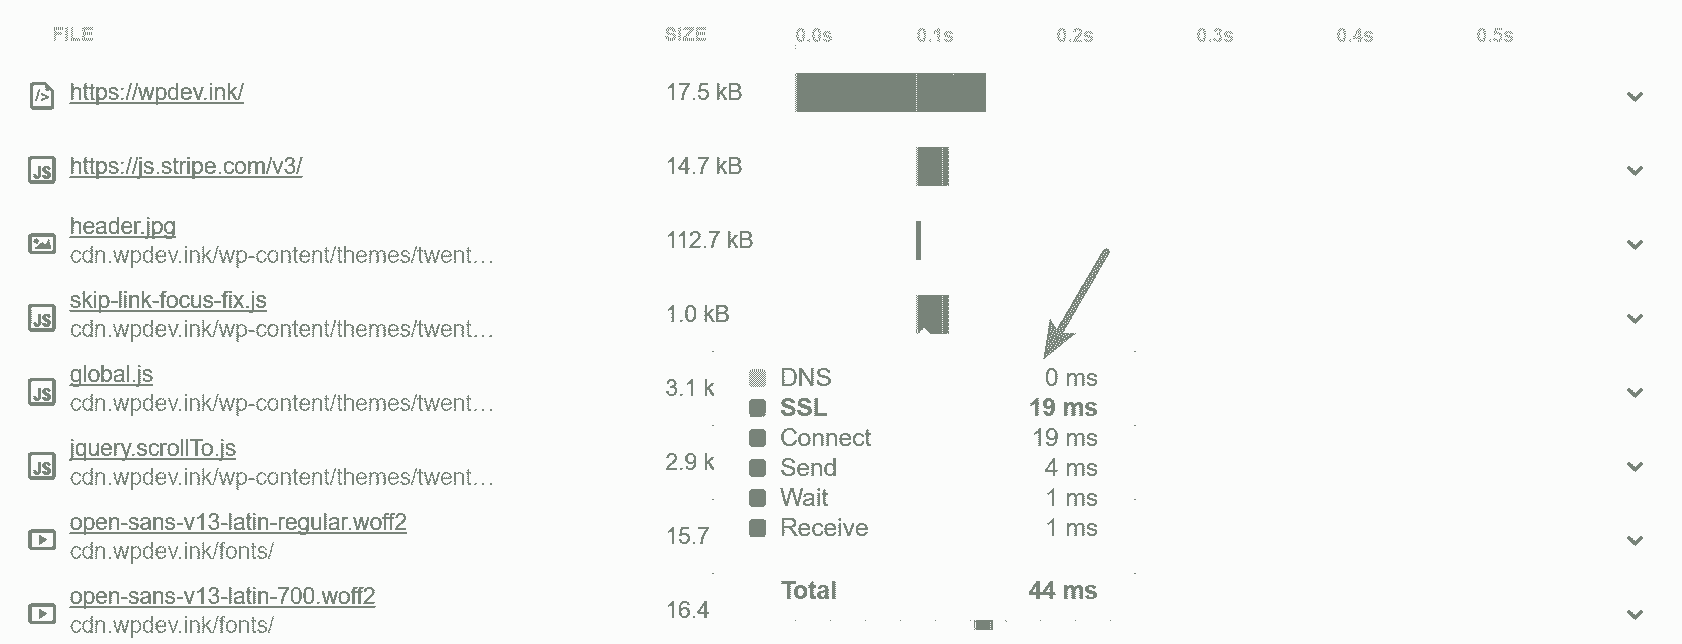 FILE SIZE 0.0s 0.1s 0.2s 0.3s 0.4s 0.5s
https://wpdev.ink/ 17.5 kB
https://js.stripe.com/v3/ 14.7 kB
header.jpg
cdn.wpdev.ink/wp-content/themes/twent... 112.7 kB
skip-link-focus-fix.js
cdn.wpdev.ink/wp-content/themes/twent... 1.0 kB
global.js
cdn.wpdev.ink/wp-content/themes/twent... 3.1 k
jquery.scrollTo.js
cdn.wpdev.ink/wp-content/themes/twent... 2.9 k
open-sans-v13-latin-regular.woff2
cdn.wpdev.ink/fonts/ 15.7
open-sans-v13-latin-700.woff2
cdn.wpdev.ink/fonts/ 16.4
DNS 0 ms
SSL 19 ms
Connect 19 ms
Send 4 ms
Wait 1 ms
Receive 1 ms
Total 44 ms